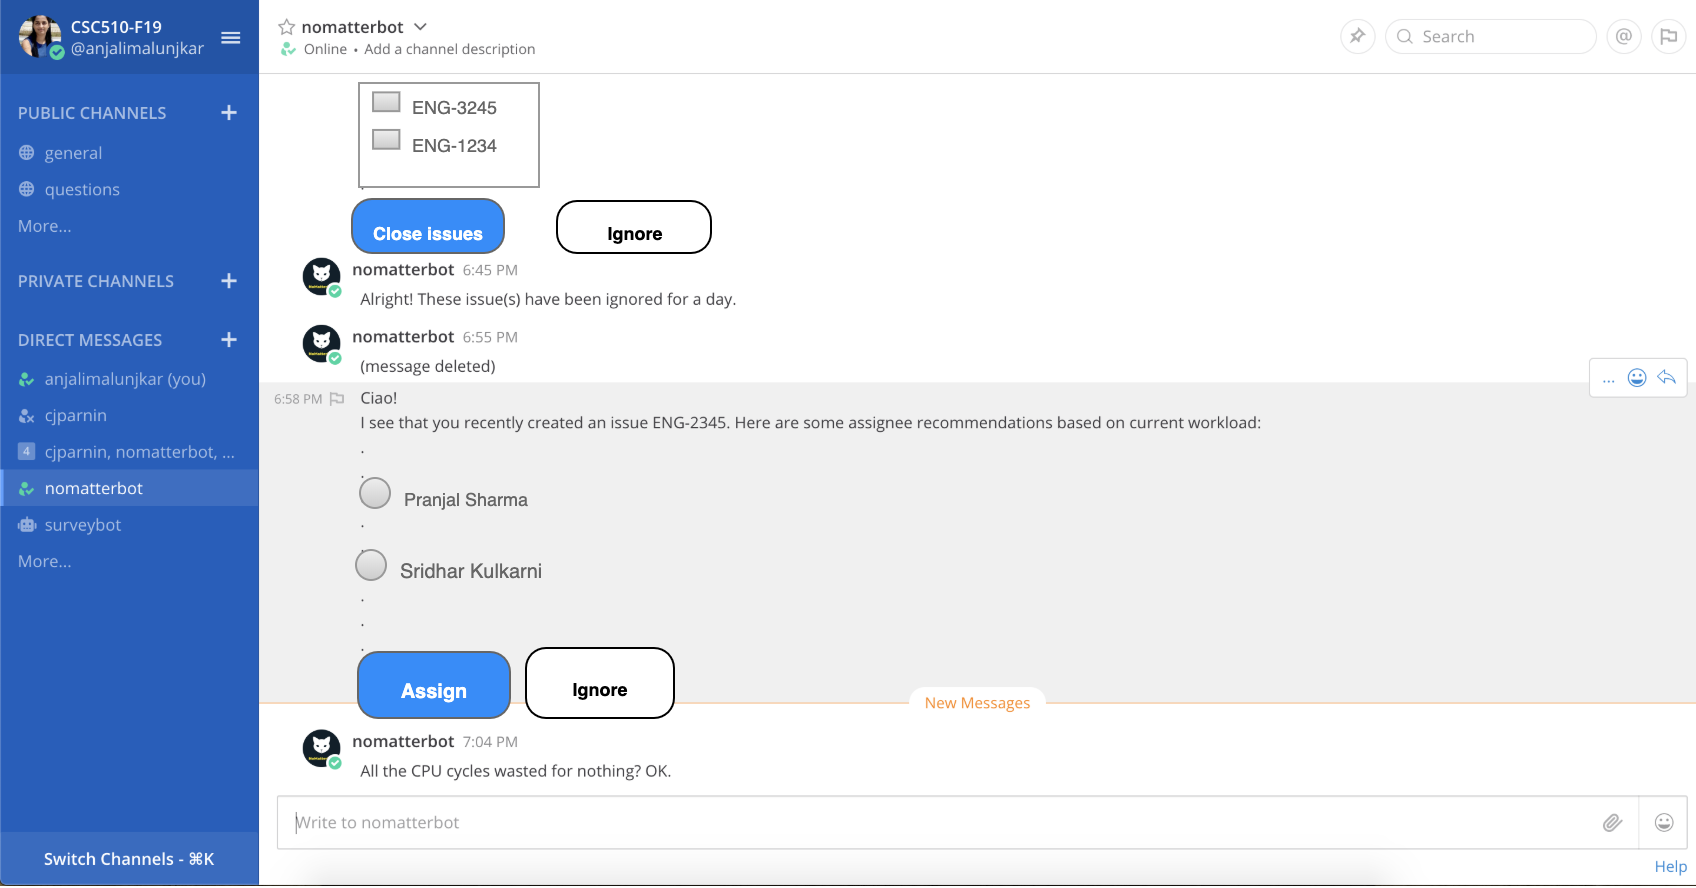 CSC510-F19
@anjalimalunjkar
PUBLIC CHANNELS +
general
questions
More...
PRIVATE CHANNELS +
DIRECT MESSAGES +
anjalimalunjkar (you)
cjparnin
4 cjparnin, nomatterbot, ...
nomatterbot
surveybot
More...
Switch Channels - ⌘K
nomatterbot
Online • Add a channel description
Search
@
ENG-3245
ENG-1234
.
Close issues Ignore
nomatterbot 6:45 PM
Alright! These issue(s) have been ignored for a day.
nomatterbot 6:55 PM
(message deleted)
...
6:58 PM Ciao!
I see that you recently created an issue ENG-2345. Here are some assignee recommendations based on current workload:
.
.
Pranjal Sharma
.
.
Sridhar Kulkarni
.
.
.
Assign Ignore
New Messages
nomatterbot 7:04 PM
All the CPU cycles wasted for nothing? OK.
Write to nomatterbot
Help